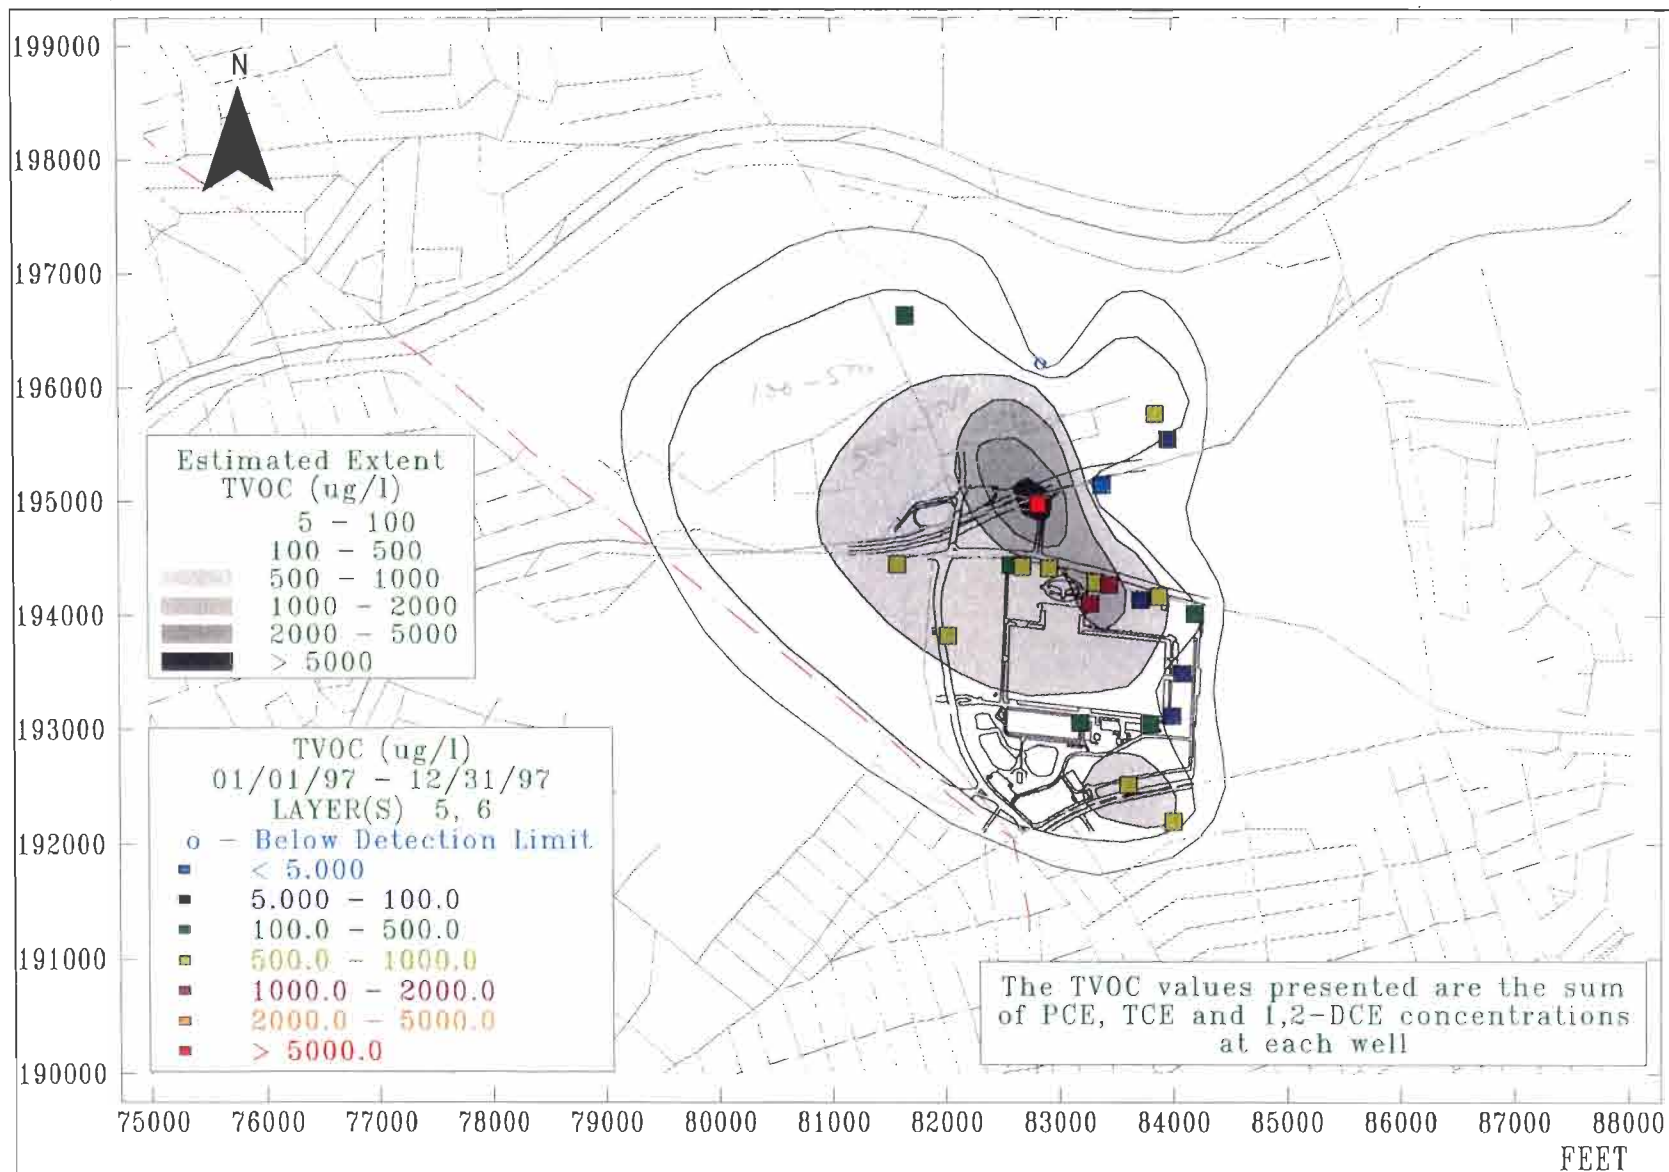 199000
N
198000
197000
196000
195000
194000
193000
192000
191000
190000
100 - 500
Estimated Extent
TVOC (ug/l)
5 - 100
100 - 500
500 - 1000
1000 - 2000
2000 - 5000
> 5000
TVOC (ug/l)
01/01/97 - 12/31/97
LAYER(S) 5, 6
o - Below Detection Limit
< 5.000
5.000 - 100.0
100.0 - 500.0
500.0 - 1000.0
1000.0 - 2000.0
2000.0 - 5000.0
> 5000.0
The TVOC values presented are the sum
of PCE, TCE and 1,2-DCE concentrations
at each well
75000 76000 77000 78000 79000 80000 81000 82000 83000 84000 85000 86000 87000 88000
FEET